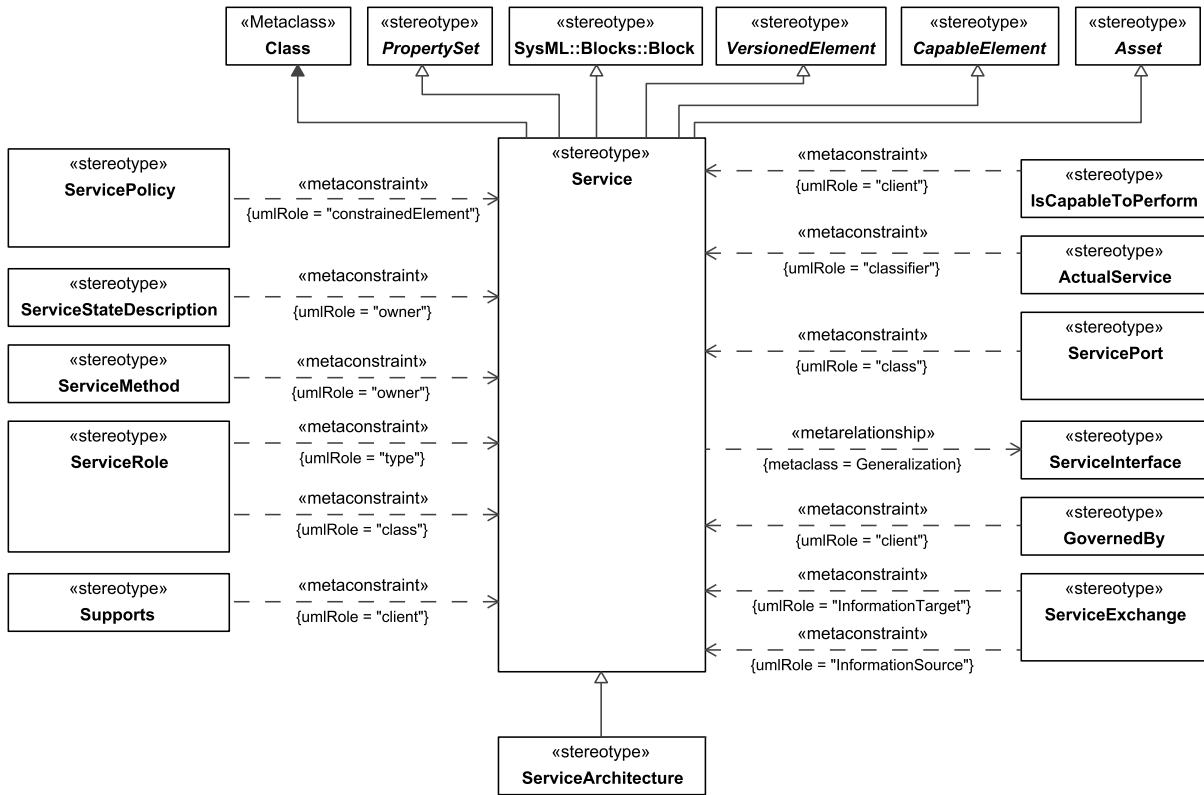 «Metaclass»
Class
«stereotype»
PropertySet
«stereotype»
SysML::Blocks::Block
«stereotype»
VersionedElement
«stereotype»
CapableElement
«stereotype»
Asset
«stereotype»
Service
«stereotype»
ServicePolicy
«metaconstraint»
{umlRole = "constrainedElement"}
«stereotype»
ServiceStateDescription
«metaconstraint»
{umlRole = "owner"}
«stereotype»
ServiceMethod
«metaconstraint»
{umlRole = "owner"}
«stereotype»
ServiceRole
«metaconstraint»
{umlRole = "type"}
«metaconstraint»
{umlRole = "class"}
«stereotype»
Supports
«metaconstraint»
{umlRole = "client"}
«metaconstraint»
{umlRole = "client"}
«stereotype»
IsCapableToPerform
«metaconstraint»
{umlRole = "classifier"}
«stereotype»
ActualService
«metaconstraint»
{umlRole = "class"}
«stereotype»
ServicePort
«metarelationship»
{metaclass = Generalization}
«stereotype»
ServiceInterface
«metaconstraint»
{umlRole = "client"}
«stereotype»
GovernedBy
«metaconstraint»
{umlRole = "InformationTarget"}
«stereotype»
ServiceExchange
«metaconstraint»
{umlRole = "InformationSource"}
«stereotype»
ServiceArchitecture